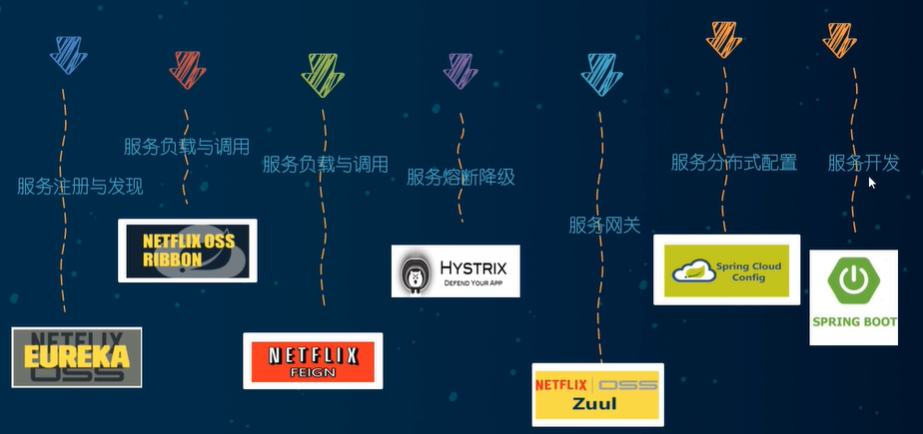 服务注册与发现
NETFLIX
EUREKA
OSS
服务负载与调用
NETFLIX OSS
RIBBON
服务负载与调用
NETFLIX
FEIGN
服务熔断降级
HYSTRIX
DEFEND YOUR APP
服务网关
NETFLIX OSS
Zuul
服务分布式配置
Spring Cloud
Config
服务开发
SPRING BOOT